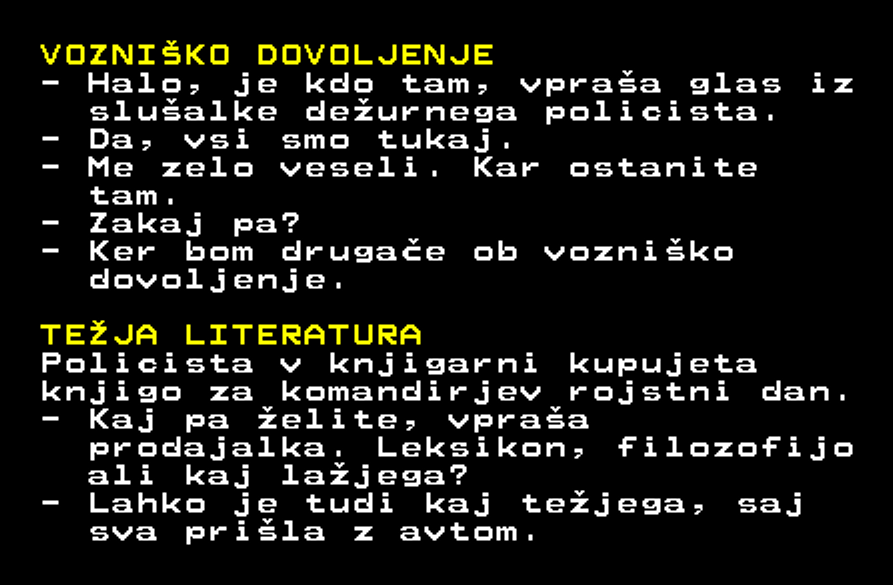 VOZNIŠKO DOVOLJENJE
- Halo, je kdo tam, vpraša glas iz
slušalke dežurnega policista.
- Da, vsi smo tukaj.
- Me zelo veseli. Kar ostanite
tam.
- Zakaj pa?
- Ker bom drugače ob vozniško
dovoljenje.
TEŽJA LITERATURA
Policista v knjigarni kupujeta
knjigo za komandirjev rojstni dan.
- Kaj pa želite, vpraša
prodajalka. Leksikon, filozofijo
ali kaj lažjega?
- Lahko je tudi kaj težjega, saj
sva prišla z avtom.